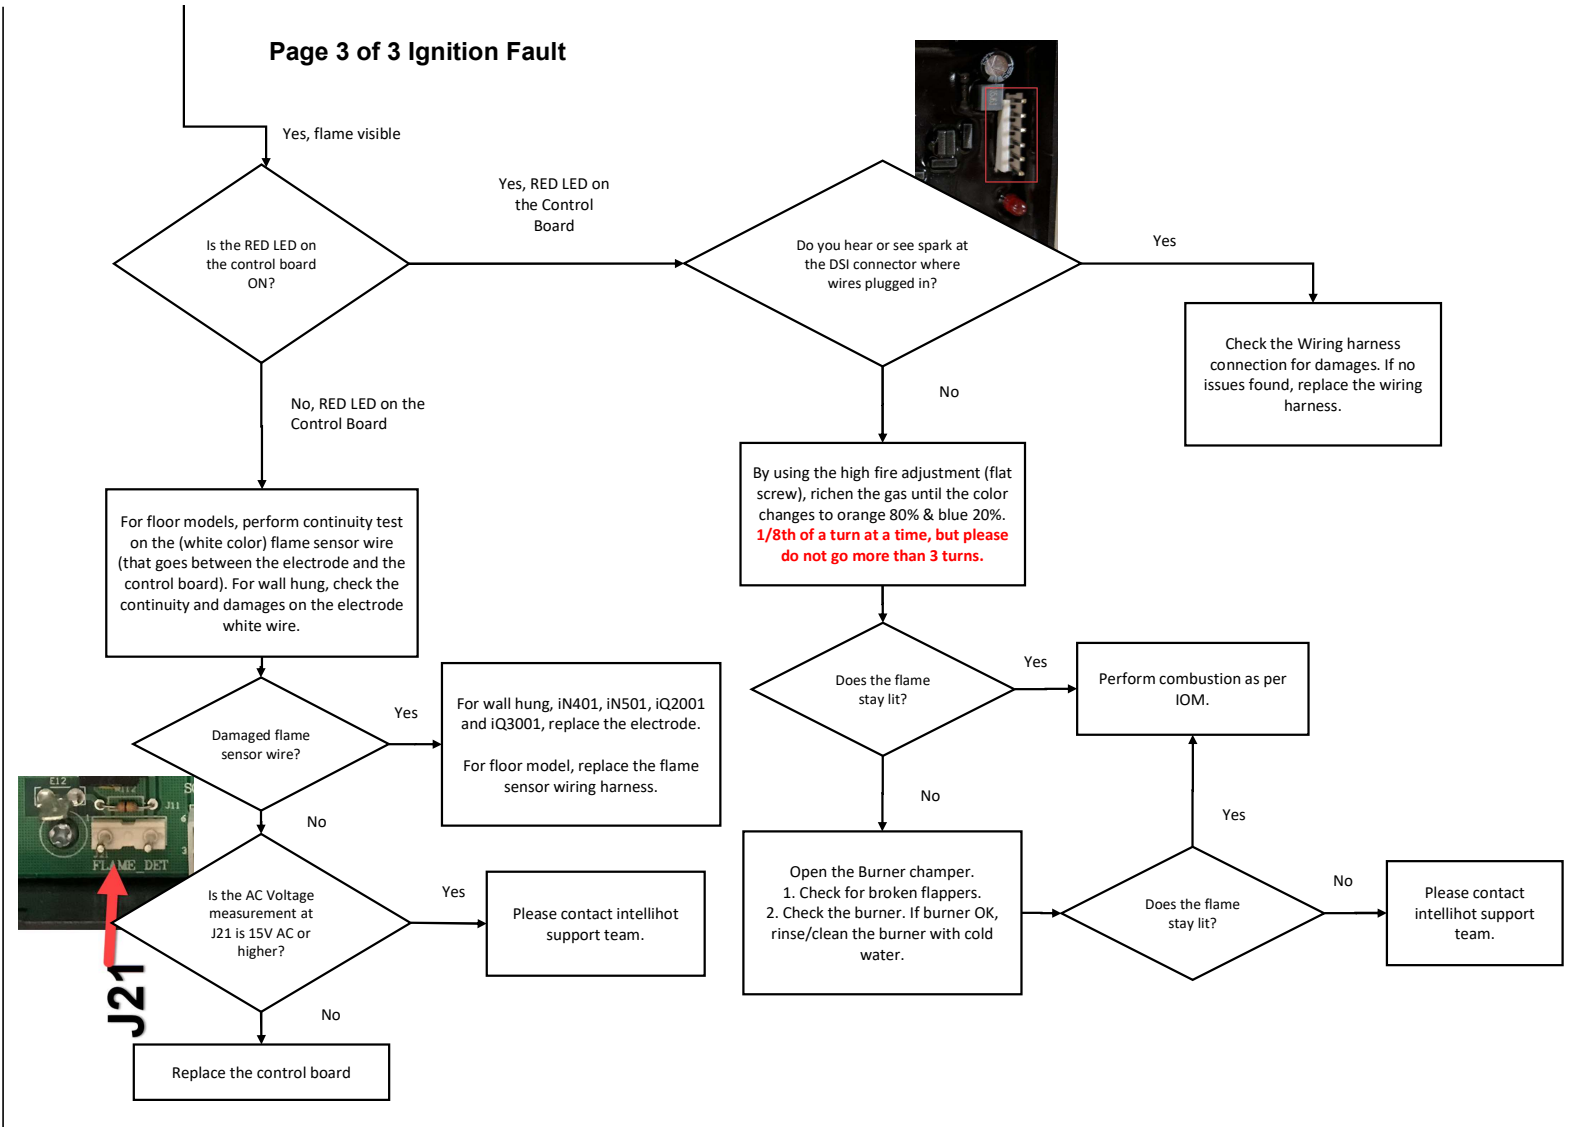 Page 3 of 3 Ignition Fault
Yes, flame visible
Is the RED LED on
the control board
ON?
Yes, RED LED on
the Control
Board
Do you hear or see spark at
the DSI connector where
wires plugged in?
Yes
Check the Wiring harness
connection for damages. If no
issues found, replace the wiring
harness.
No, RED LED on the
Control Board
No
By using the high fire adjustment (flat
screw), richen the gas until the color
changes to orange 80% & blue 20%.
1/8th of a turn at a time, but please
do not go more than 3 turns.
For floor models, perform continuity test
on the (white color) flame sensor wire
(that goes between the electrode and the
control board). For wall hung, check the
continuity and damages on the electrode
white wire.
Does the flame
stay lit?
Yes
Perform combustion as per
IOM.
Damaged flame
sensor wire?
Yes
For wall hung, iN401, iN501, iQ2001
and iQ3001, replace the electrode.
For floor model, replace the flame
sensor wiring harness.
No
No
Open the Burner champer.
1. Check for broken flappers.
2. Check the burner. If burner OK,
rinse/clean the burner with cold
water.
Yes
Does the flame
stay lit?
No
Please contact
intellihot support
team.
E12
J11
FLAME_DET
J21
Is the AC Voltage
measurement at
J21 is 15V AC or
higher?
Yes
Please contact intellihot
support team.
No
Replace the control board